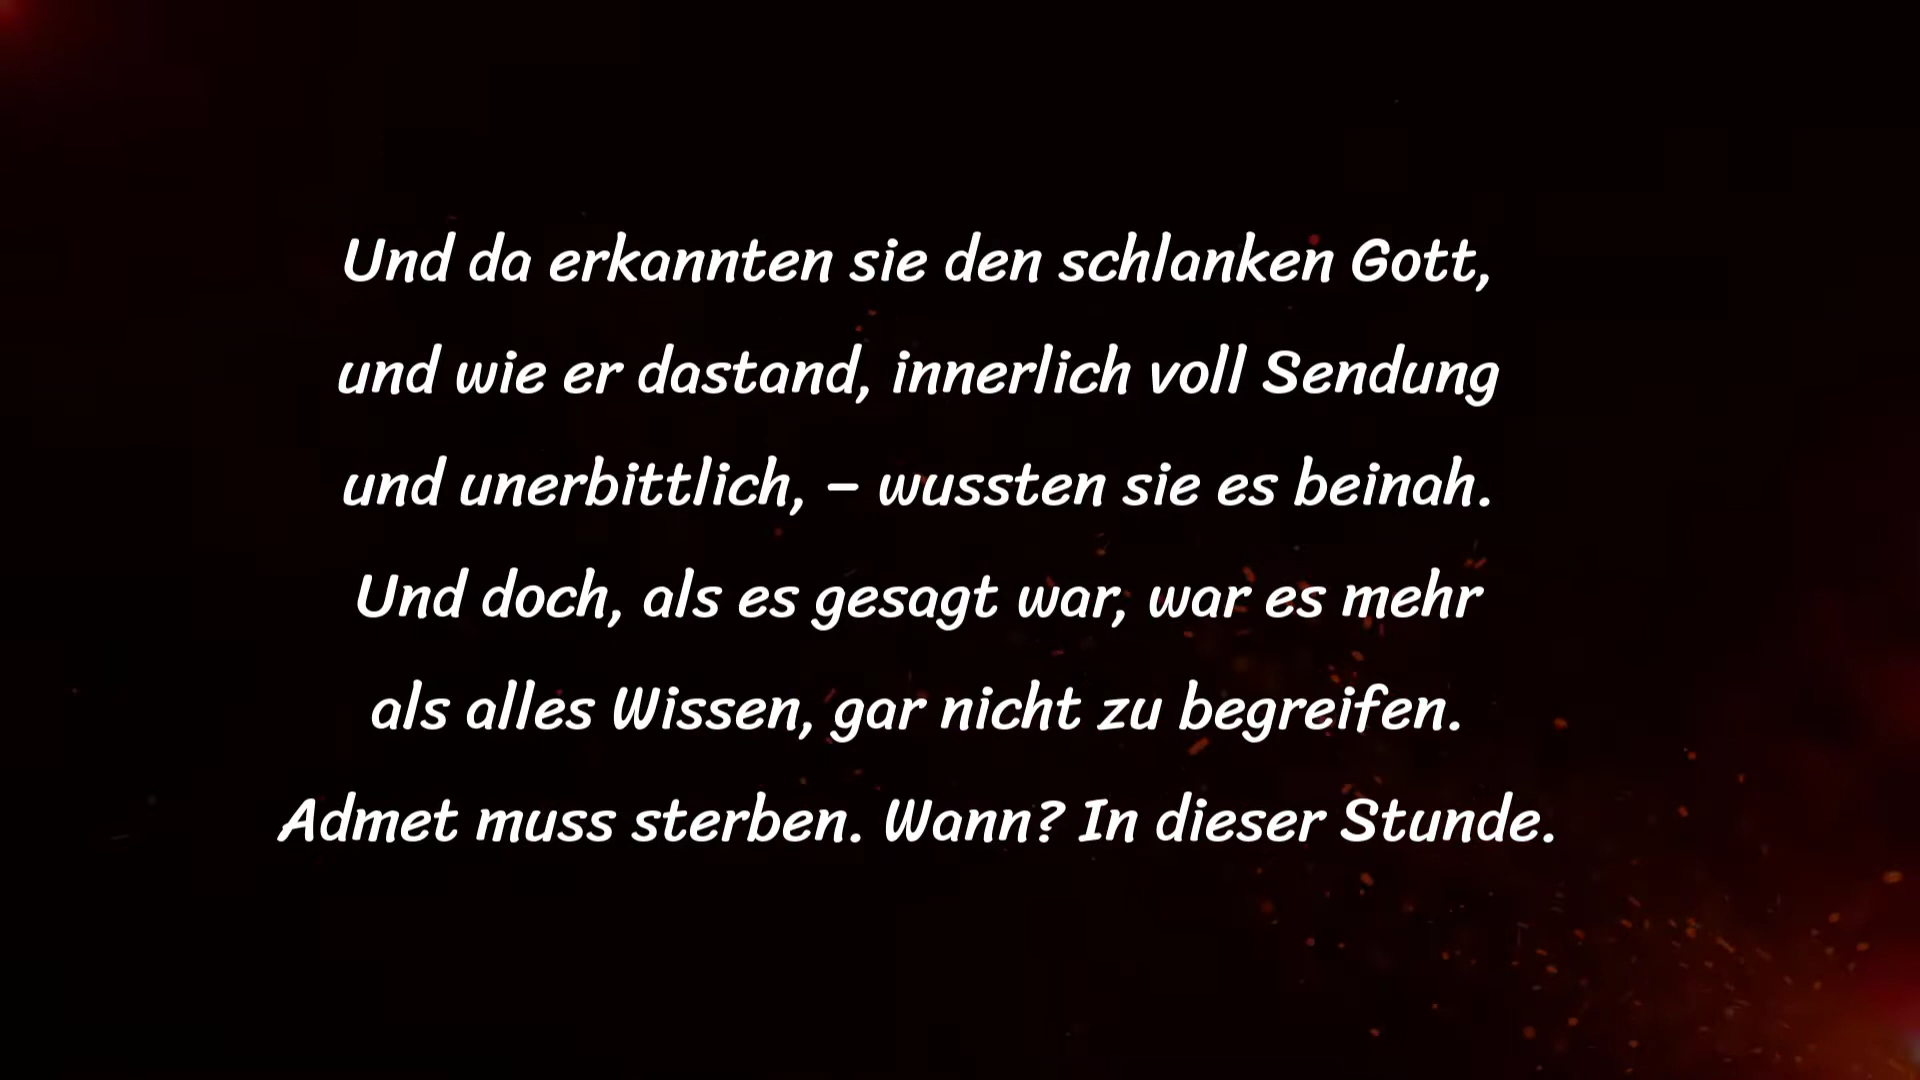 Und da erkannten sie den schlanken Gott,
und wie er dastand, innerlich voll Sendung
und unerbittlich, – wussten sie es beinah.
Und doch, als es gesagt war, war es mehr
als alles Wissen, gar nicht zu begreifen.
Admet muss sterben. Wann? In dieser Stunde.